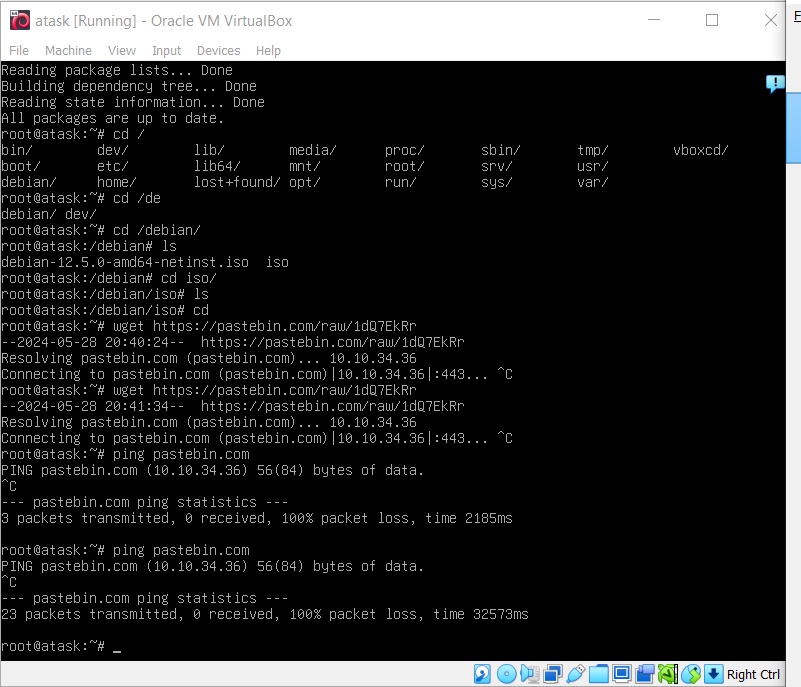 atask [Running] - Oracle VM VirtualBox
File Machine View Input Devices Help
Reading package lists... Done
Building dependency tree... Done
Reading state information... Done
All packages are up to date.
root@atask:~# cd /
bin/ dev/ lib/ media/ proc/ sbin/ tmp/ vboxcd/
boot/ etc/ lib64/ mnt/ root/ srv/ usr/
debian/ home/ lost+found/ opt/ run/ sys/ var/
root@atask:~# cd /de
debian/ dev/
root@atask:~# cd /debian/
root@atask:/debian# ls
debian-12.5.0-amd64-netinst.iso iso
root@atask:/debian# cd iso/
root@atask:/debian/iso# ls
root@atask:/debian/iso# cd
root@atask:~# wget https://pastebin.com/raw/1dQ7EkRr
--2024-05-28 20:40:24-- https://pastebin.com/raw/1dQ7EkRr
Resolving pastebin.com (pastebin.com)... 10.10.34.36
Connecting to pastebin.com (pastebin.com)|10.10.34.36|:443... ^C
root@atask:~# wget https://pastebin.com/raw/1dQ7EkRr
--2024-05-28 20:41:34-- https://pastebin.com/raw/1dQ7EkRr
Resolving pastebin.com (pastebin.com)... 10.10.34.36
Connecting to pastebin.com (pastebin.com)|10.10.34.36|:443... ^C
root@atask:~# ping pastebin.com
PING pastebin.com (10.10.34.36) 56(84) bytes of data.
^C
--- pastebin.com ping statistics ---
3 packets transmitted, 0 received, 100% packet loss, time 2185ms
root@atask:~# ping pastebin.com
PING pastebin.com (10.10.34.36) 56(84) bytes of data.
^C
--- pastebin.com ping statistics ---
23 packets transmitted, 0 received, 100% packet loss, time 32573ms
root@atask:~# _
Right Ctrl